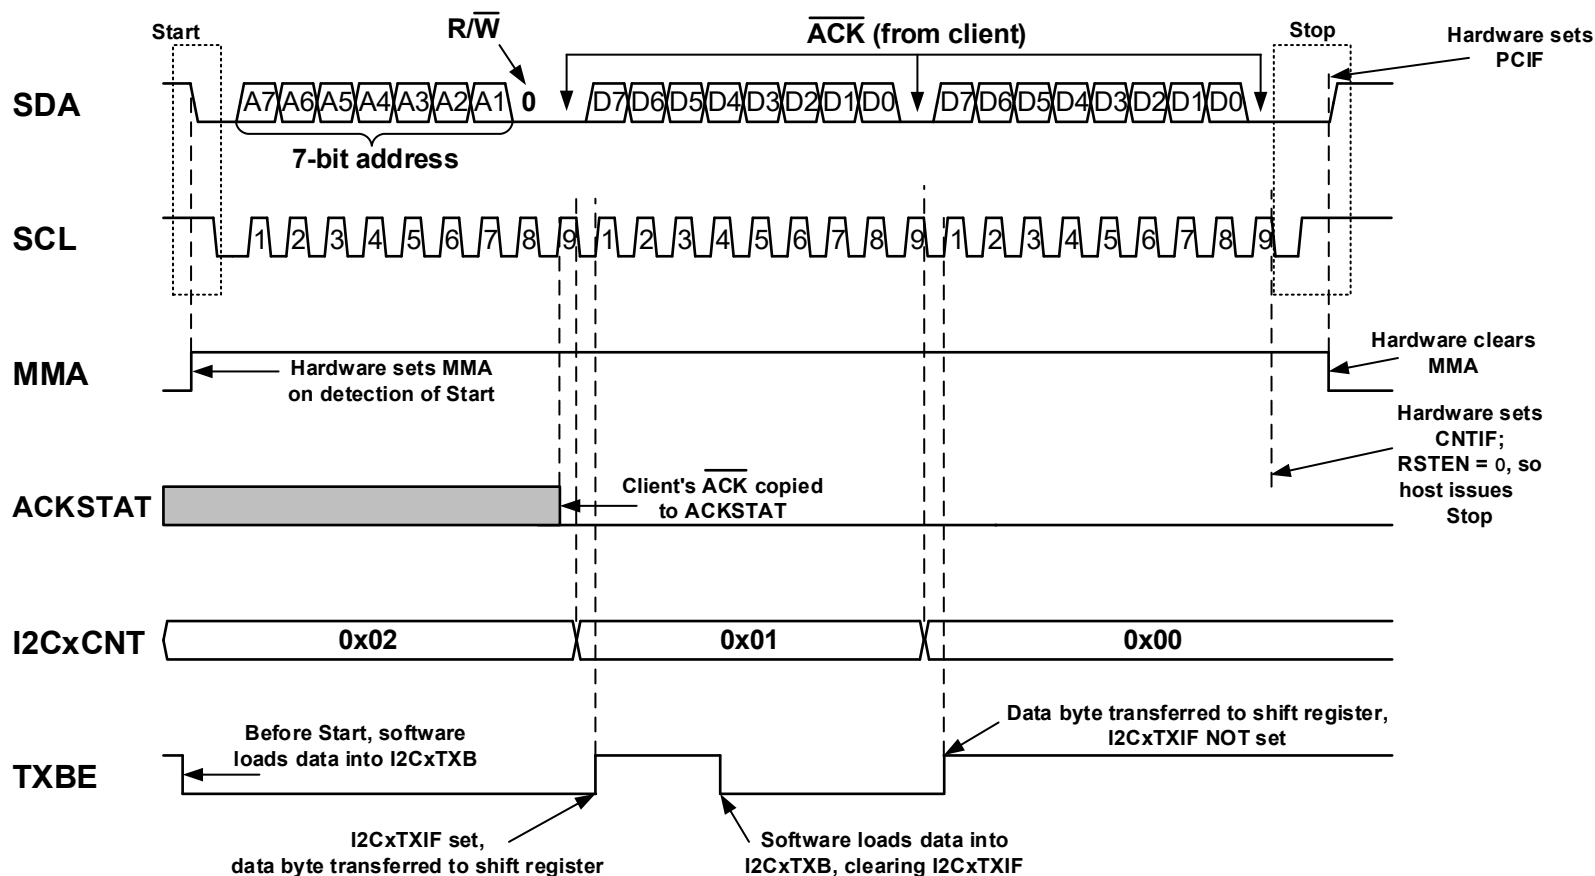 Start
R/W
ACK (from client)
Stop
Hardware sets
PCIF
SDA
A7 A6 A5 A4 A3 A2 A1 0 D7 D6 D5 D4 D3 D2 D1 D0 D7 D6 D5 D4 D3 D2 D1 D0
7-bit address
SCL
1 2 3 4 5 6 7 8 9 1 2 3 4 5 6 7 8 9 1 2 3 4 5 6 7 8 9
MMA
Hardware sets MMA
on detection of Start
Hardware clears
MMA
Hardware sets
CNTIF;
RSTEN = 0, so
host issues
Stop
ACKSTAT
Client's ACK copied
to ACKSTAT
I2CxCNT
0x02
0x01
0x00
TXBE
Before Start, software
loads data into I2CxTXB
Data byte transferred to shift register,
I2CxTXIF NOT set
I2CxTXIF set,
data byte transferred to shift register
Software loads data into
I2CxTXB, clearing I2CxTXIF